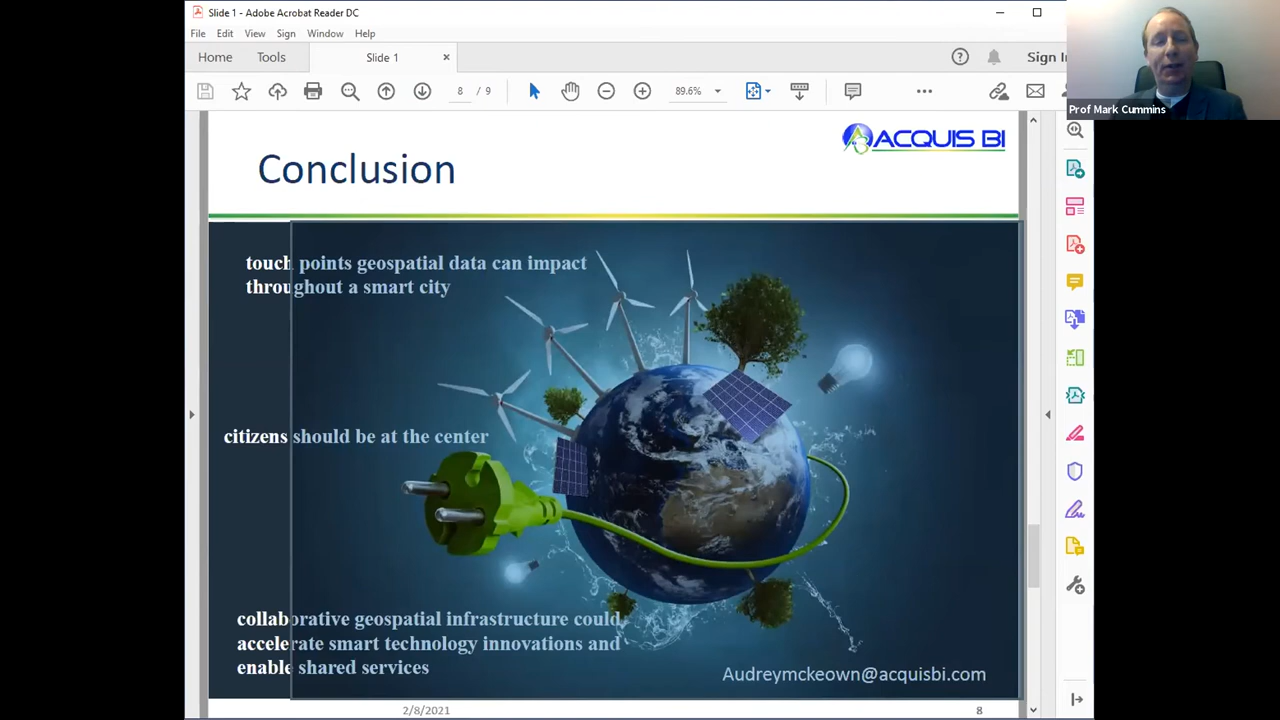 Slide 1 - Adobe Acrobat Reader DC
File Edit View Sign Window Help
Home Tools Slide 1
Sign In
8 / 9
89.6%
Prof Mark Cummins
ACQUIS BI
Conclusion
touch points geospatial data can impact
throughout a smart city
citizens should be at the center
collaborative geospatial infrastructure could
accelerate smart technology innovations and
enable shared services
Audreymckeown@acquisbi.com
2/8/2021
8